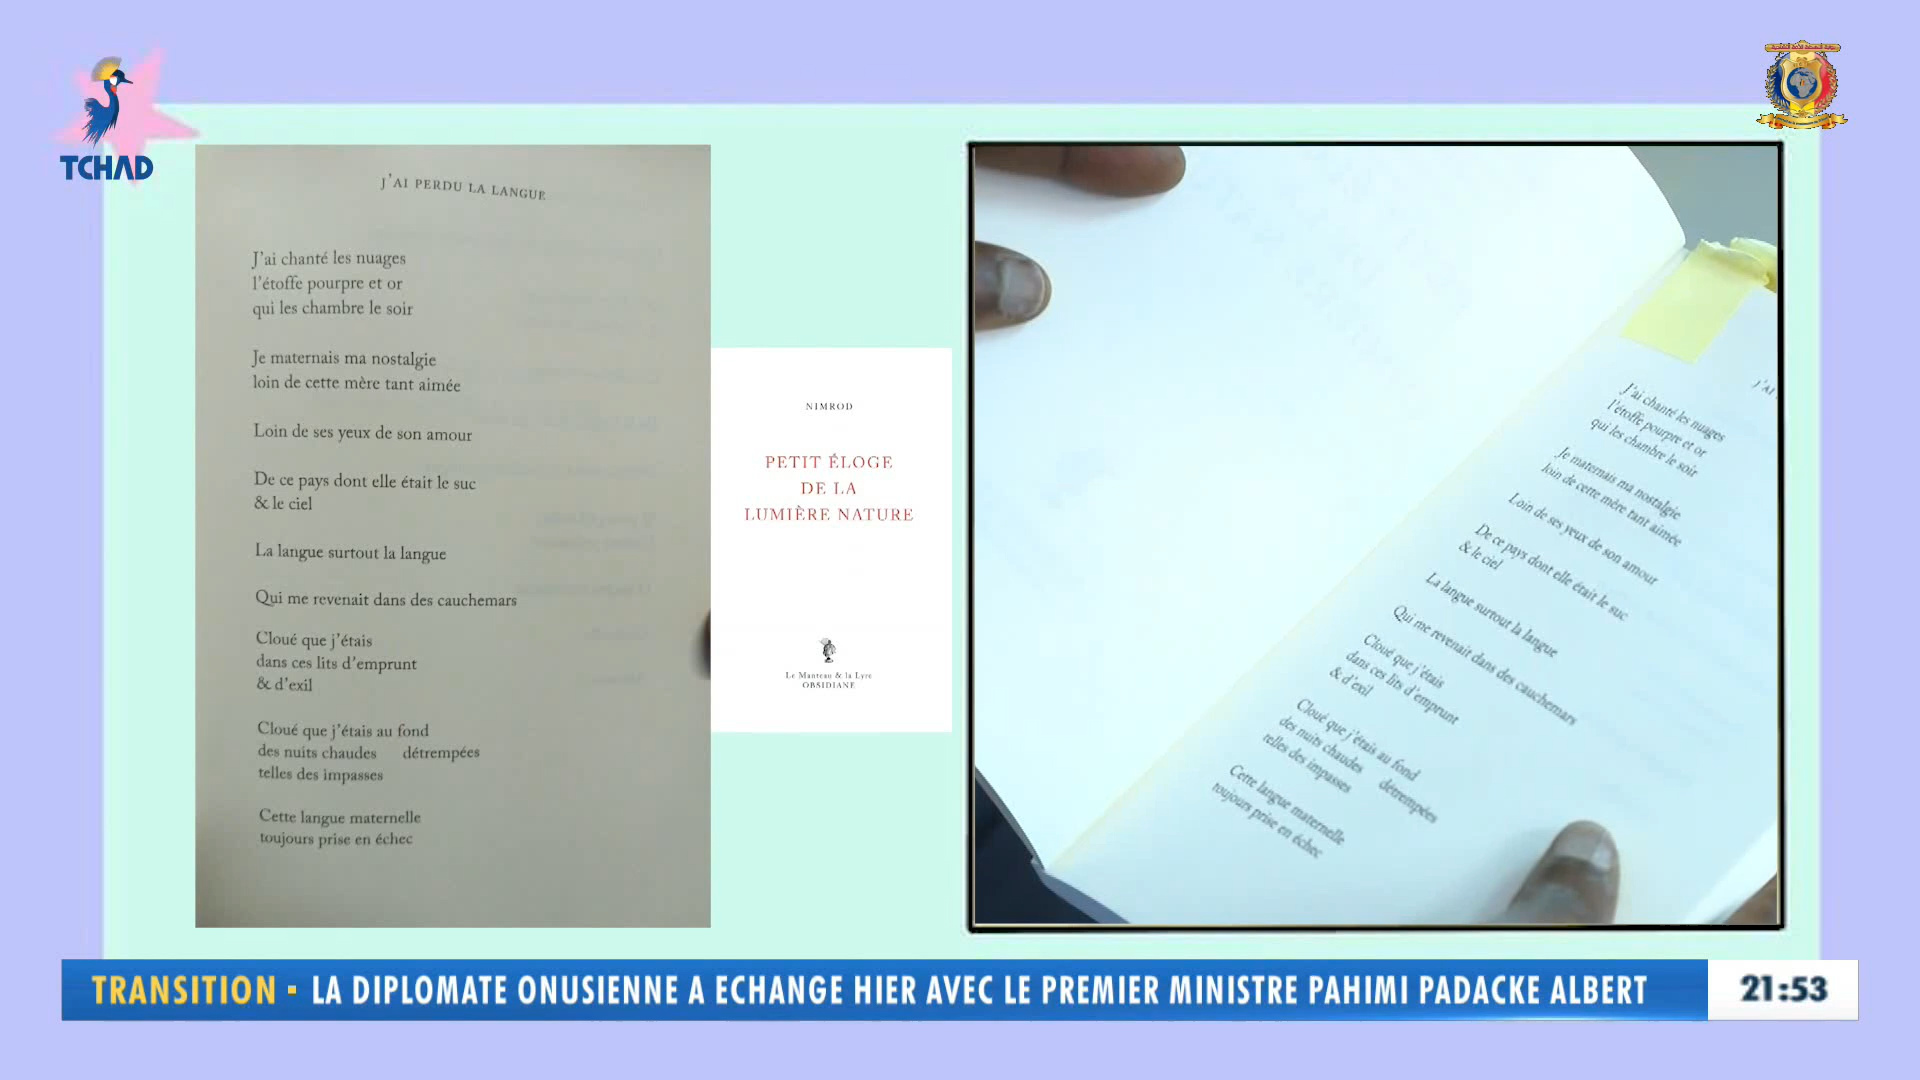 TCHAD
J'AI PERDU LA LANGUE
J'ai chanté les nuages
l'étoffe pourpre et or
qui les chambre le soir
Je maternais ma nostalgie
loin de cette mère tant aimée
Loin de ses yeux de son amour
De ce pays dont elle était le suc
& le ciel
La langue surtout la langue
Qui me revenait dans des cauchemars
Cloué que j'étais
dans ces lits d'emprunt
& d'exil
Cloué que j'étais au fond
des nuits chaudes détrempées
telles des impasses
Cette langue maternelle
toujours prise en échec
NIMROD
PETIT ÉLOGE
DE LA
LUMIÈRE NATURE
Le Manteau & la Lyre
OBSIDIANE
J'AI
J'ai chanté les nuages
l'étoffe pourpre et or
qui les chambre le soir
Je maternais ma nostalgie
loin de cette mère tant aimée
Loin de ses yeux de son amour
De ce pays dont elle était le suc
& le ciel
La langue surtout la langue
Qui me revenait dans des cauchemars
Cloué que j'étais
dans ces lits d'emprunt
& d'exil
Cloué que j'étais au fond
des nuits chaudes détrempées
telles des impasses
Cette langue maternelle
toujours prise en échec
TRANSITION - LA DIPLOMATE ONUSIENNE A ECHANGE HIER AVEC LE PREMIER MINISTRE PAHIMI PADACKE ALBERT
21:53